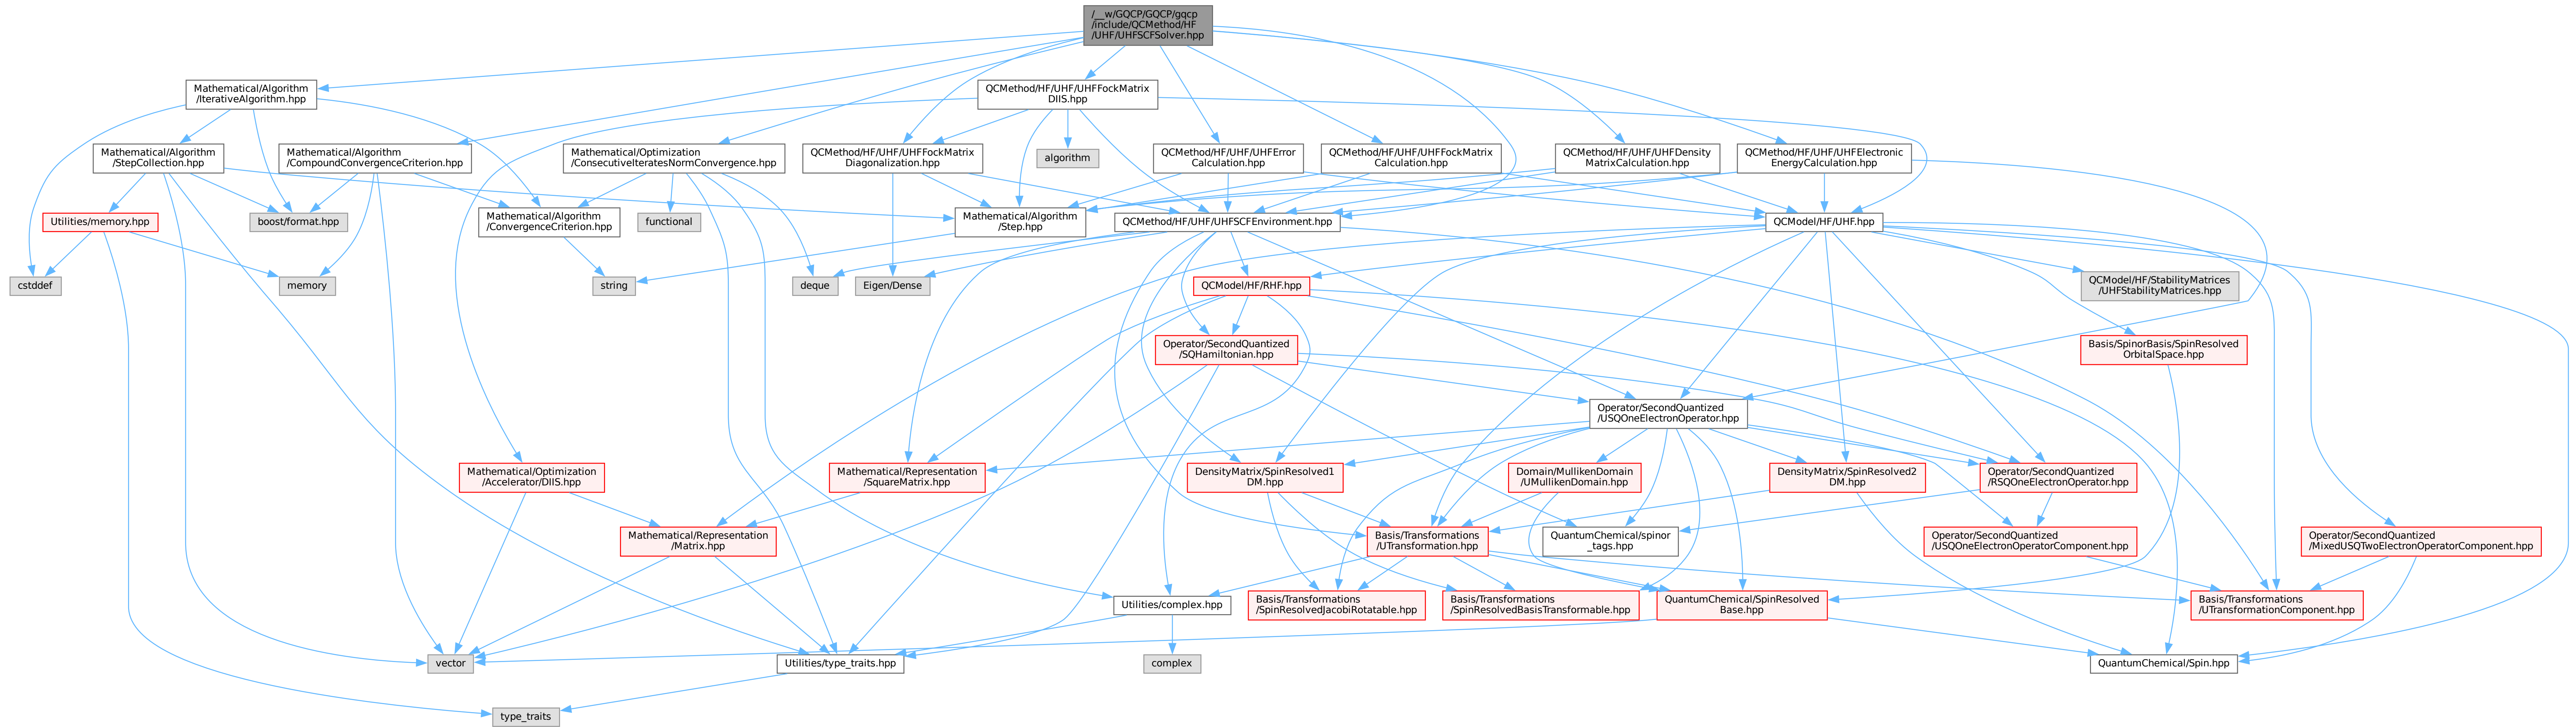 /__w/GQCP/GQCP/gqcp
/include/QCMethod/HF
/UHF/UHFSCFSolver.hpp
Mathematical/Algorithm
/IterativeAlgorithm.hpp
QCMethod/HF/UHF/UHFFockMatrix
DIIS.hpp
Mathematical/Algorithm
/StepCollection.hpp
Mathematical/Algorithm
/CompoundConvergenceCriterion.hpp
Mathematical/Optimization
/ConsecutiveIteratesNormConvergence.hpp
QCMethod/HF/UHF/UHFFockMatrix
Diagonalization.hpp
algorithm
QCMethod/HF/UHF/UHFError
Calculation.hpp
QCMethod/HF/UHF/UHFFockMatrix
Calculation.hpp
QCMethod/HF/UHF/UHFDensity
MatrixCalculation.hpp
QCMethod/HF/UHF/UHFElectronic
EnergyCalculation.hpp
Utilities/memory.hpp
boost/format.hpp
Mathematical/Algorithm
/ConvergenceCriterion.hpp
functional
Mathematical/Algorithm
/Step.hpp
QCMethod/HF/UHF/UHFSCFEnvironment.hpp
QCModel/HF/UHF.hpp
cstddef
memory
string
deque
Eigen/Dense
QCModel/HF/RHF.hpp
QCModel/HF/StabilityMatrices
/UHFStabilityMatrices.hpp
Operator/SecondQuantized
/SQHamiltonian.hpp
Basis/SpinorBasis/SpinResolved
OrbitalSpace.hpp
Operator/SecondQuantized
/USQOneElectronOperator.hpp
Mathematical/Optimization
/Accelerator/DIIS.hpp
Mathematical/Representation
/SquareMatrix.hpp
DensityMatrix/SpinResolved1
DM.hpp
Domain/MullikenDomain
/UMullikenDomain.hpp
DensityMatrix/SpinResolved2
DM.hpp
Operator/SecondQuantized
/RSQOneElectronOperator.hpp
Mathematical/Representation
/Matrix.hpp
Basis/Transformations
/UTransformation.hpp
QuantumChemical/spinor
_tags.hpp
Operator/SecondQuantized
/USQOneElectronOperatorComponent.hpp
Operator/SecondQuantized
/MixedUSQTwoElectronOperatorComponent.hpp
Utilities/complex.hpp
Basis/Transformations
/SpinResolvedJacobiRotatable.hpp
Basis/Transformations
/SpinResolvedBasisTransformable.hpp
QuantumChemical/SpinResolved
Base.hpp
Basis/Transformations
/UTransformationComponent.hpp
vector
Utilities/type_traits.hpp
complex
QuantumChemical/Spin.hpp
type_traits